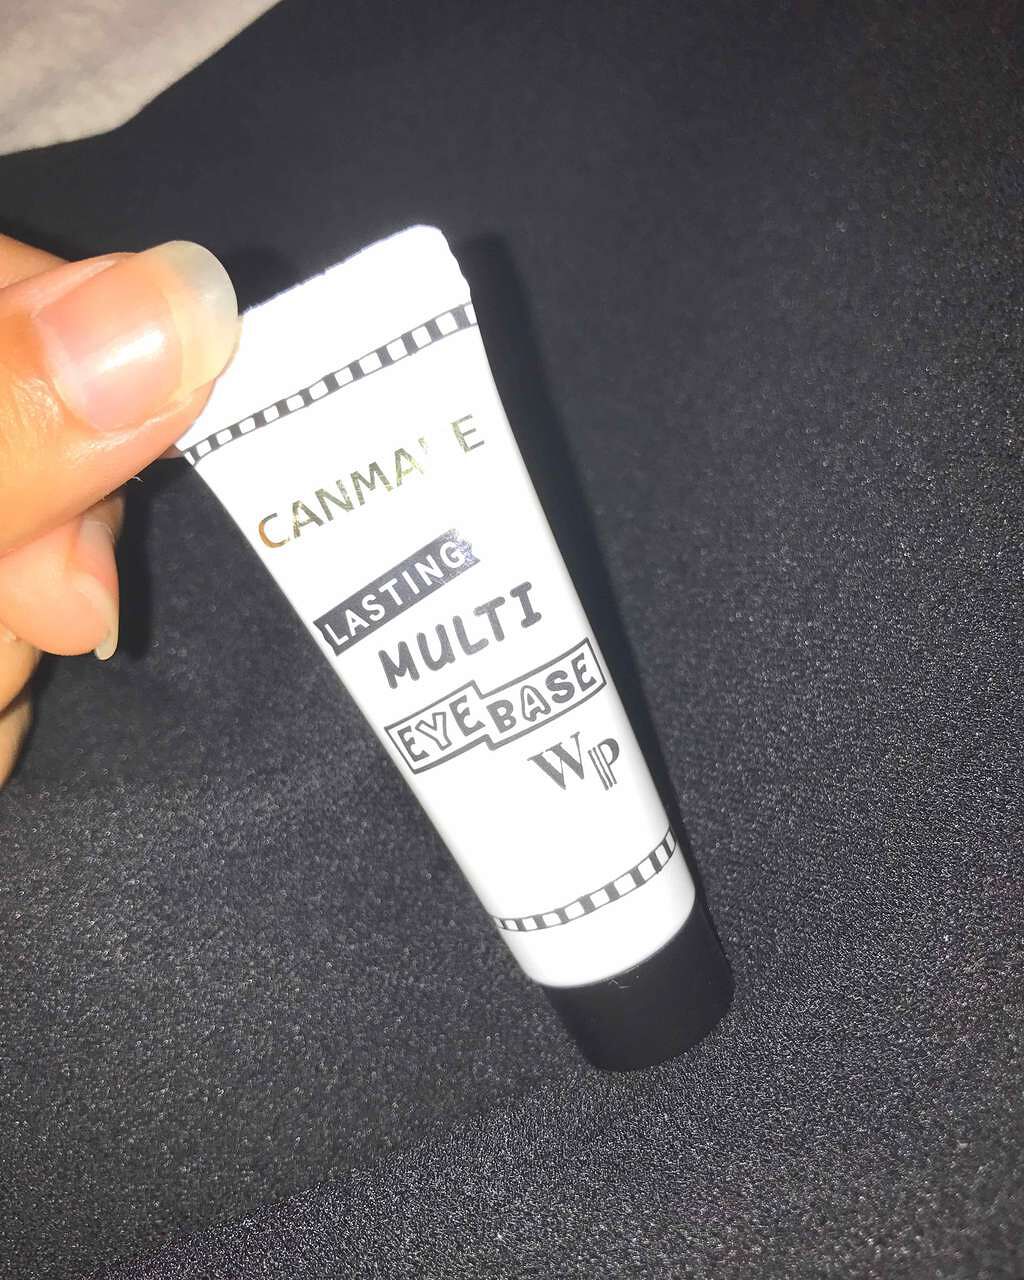 CANMAKE
LASTING
MULTI
EYE BASE
WP